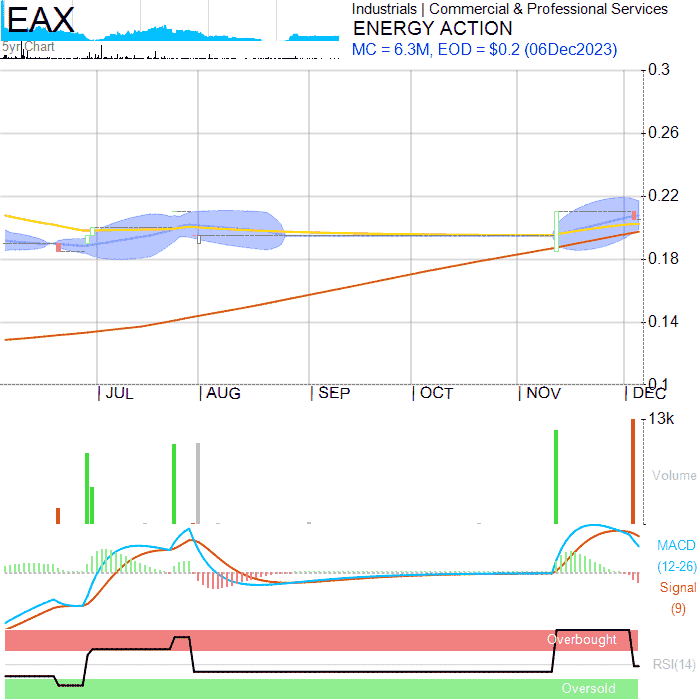 EAX
5yr Chart
Industrials | Commercial & Professional Services
ENERGY ACTION
MC = 6.3M, EOD = $0.2 (06Dec2023)
0.3
0.26
0.22
0.18
0.14
0.1
JUL AUG SEP OCT NOV DEC
13k
Volume
MACD
(12-26)
Signal
(9)
Overbought
RSI(14)
Oversold